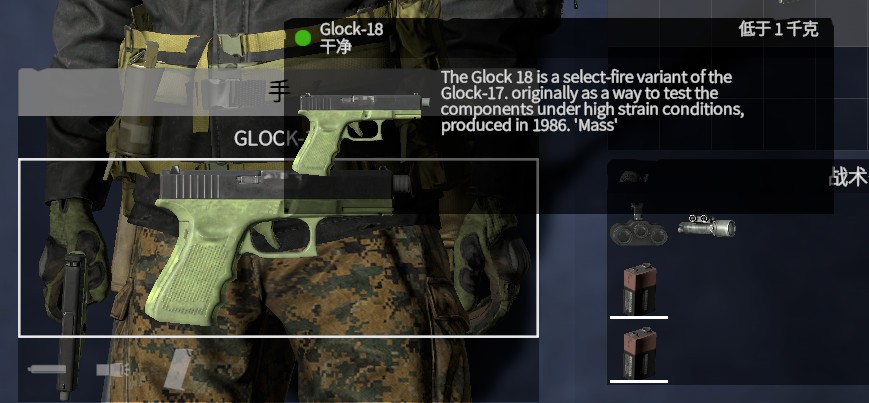 Glock-18
干净
低于 1 千克
The Glock 18 is a select-fire variant of the
Glock-17. originally as a way to test the
components under high strain conditions,
produced in 1986. 'Mass'
手
GLOCK-
战术